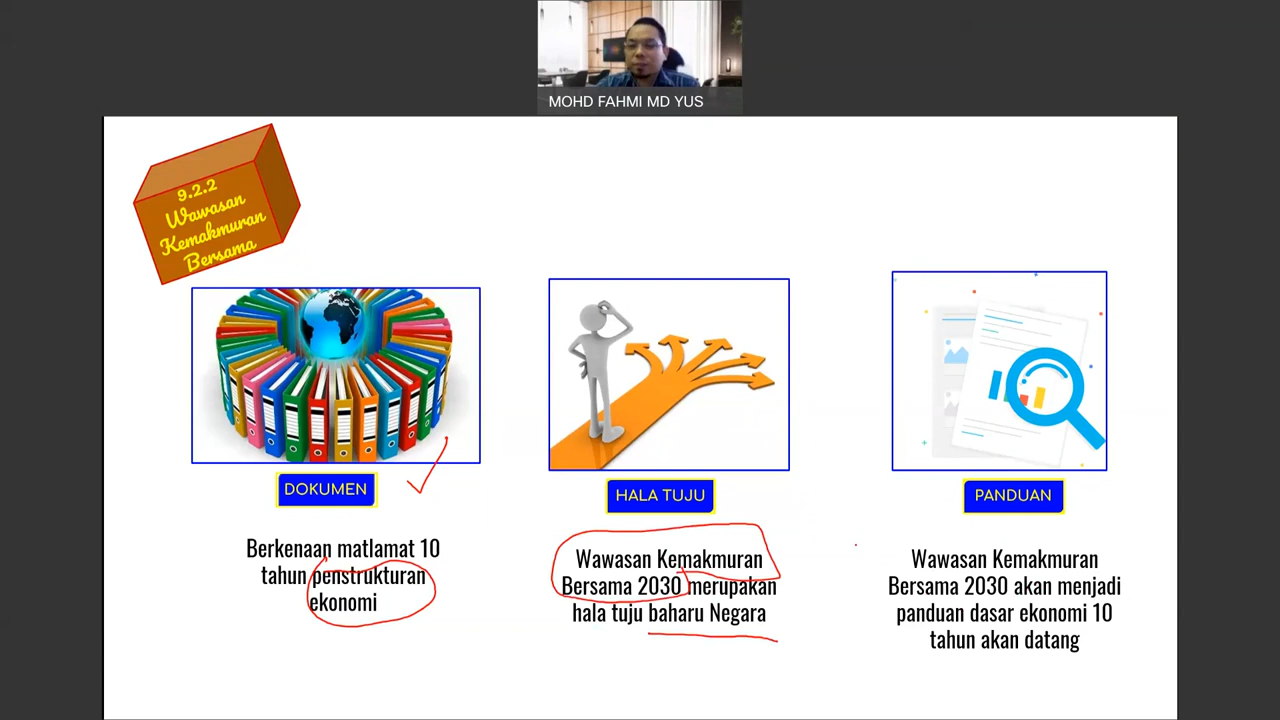 MOHD FAHMI MD YUS
9.2.2
Wawasan
Kemakmuran
Bersama
DOKUMEN
Berkenaan matlamat 10
tahun penstrukturan
ekonomi
HALA TUJU
Wawasan Kemakmuran
Bersama 2030 merupakan
hala tuju baharu Negara
PANDUAN
Wawasan Kemakmuran
Bersama 2030 akan menjadi
panduan dasar ekonomi 10
tahun akan datang